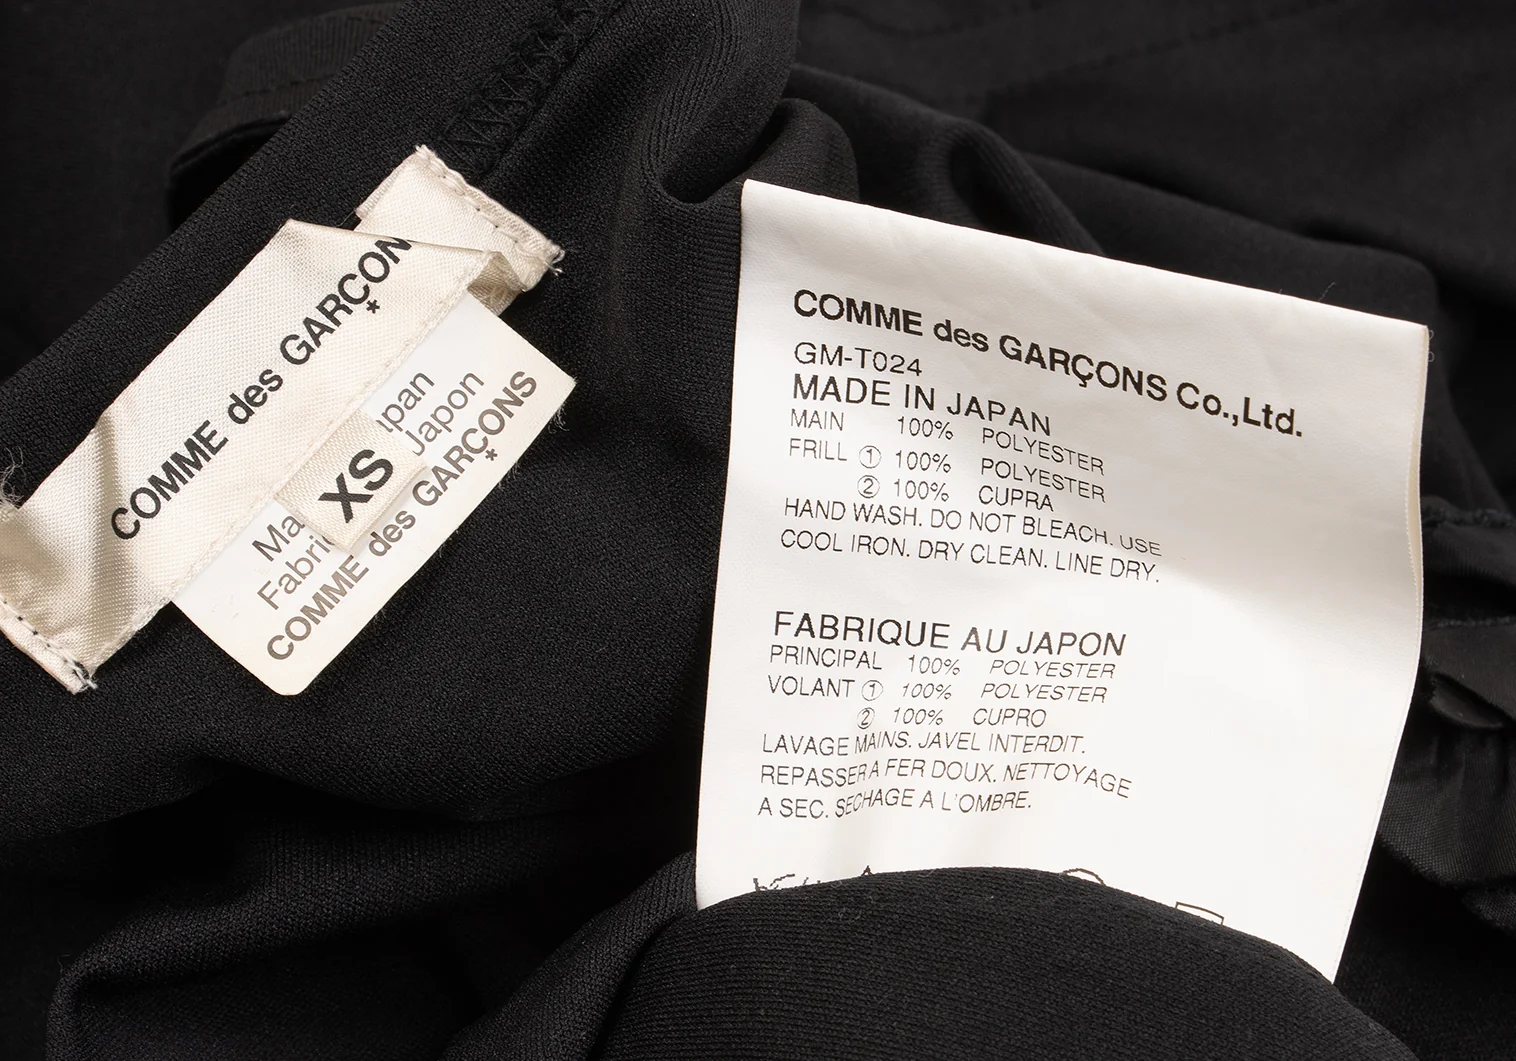 COMME des GARÇON
*
XS
Japon
COMME des GARÇONS
*
COMME des GARÇONS Co.,Ltd.
GM-T024
MADE IN JAPAN
MAIN 100% POLYESTER
FRILL ① 100% POLYESTER
② 100% CUPRA
HAND WASH. DO NOT BLEACH. USE
COOL IRON. DRY CLEAN. LINE DRY.
FABRIQUE AU JAPON
PRINCIPAL 100% POLYESTER
VOLANT ① 100% POLYESTER
② 100% CUPRO
LAVAGE MAINS. JAVEL INTERDIT.
REPASSER A FER DOUX. NETTOYAGE
A SEC. SECHAGE A L'OMBRE.